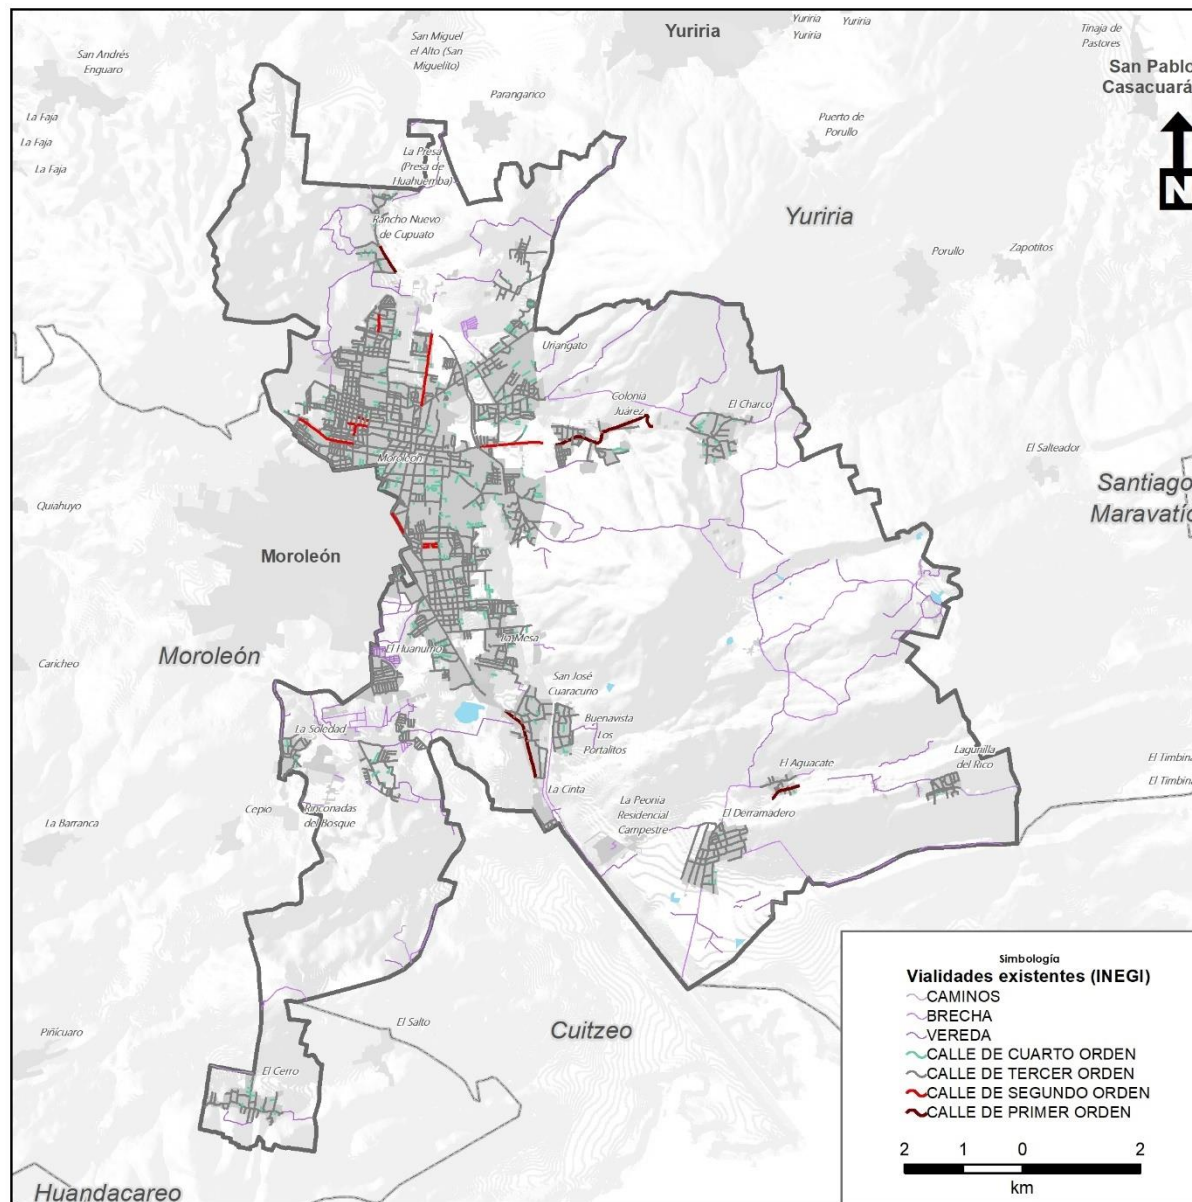 San Andrés
Enguaro
San Miguel
el Alto (San
Miguelito)
Yuriria
Yuriria
Yuriria
Yuriria
Tinaja de
Pastores
San Pablo
Casacuarán
La Faja
La Faja
La Faja
Parangarico
Puerto de
Porullo
La Presa
(Presa de
Huahuemba)
N
Rancho Nuevo
de Cupuato
Yuriria
Porullo
Zapotitos
Uriangato
Colonia
Juárez
El Charco
Moroleón
El Salteador
Santiago
Maravatío
Quiahuyo
Moroleón
La Mesa
El Huanumo
Moroleón
Caricheo
San José
Cuaracurio
Buenavista
Los
Portalitos
La Soledad
El Aguacate
Lagunilla
del Rico
El Timbina
El Timbina
La Cinta
La Peonia
Residencial
Campestre
El Derramadero
Cepio
Rinconadas
del Bosque
La Barranca
Piñícuaro
El Salto
Cuitzeo
El Cerro
Huandacareo
Simbología
Vialidades existentes (INEGI)
CAMINOS
BRECHA
VEREDA
CALLE DE CUARTO ORDEN
CALLE DE TERCER ORDEN
CALLE DE SEGUNDO ORDEN
CALLE DE PRIMER ORDEN
2 1 0 2
km